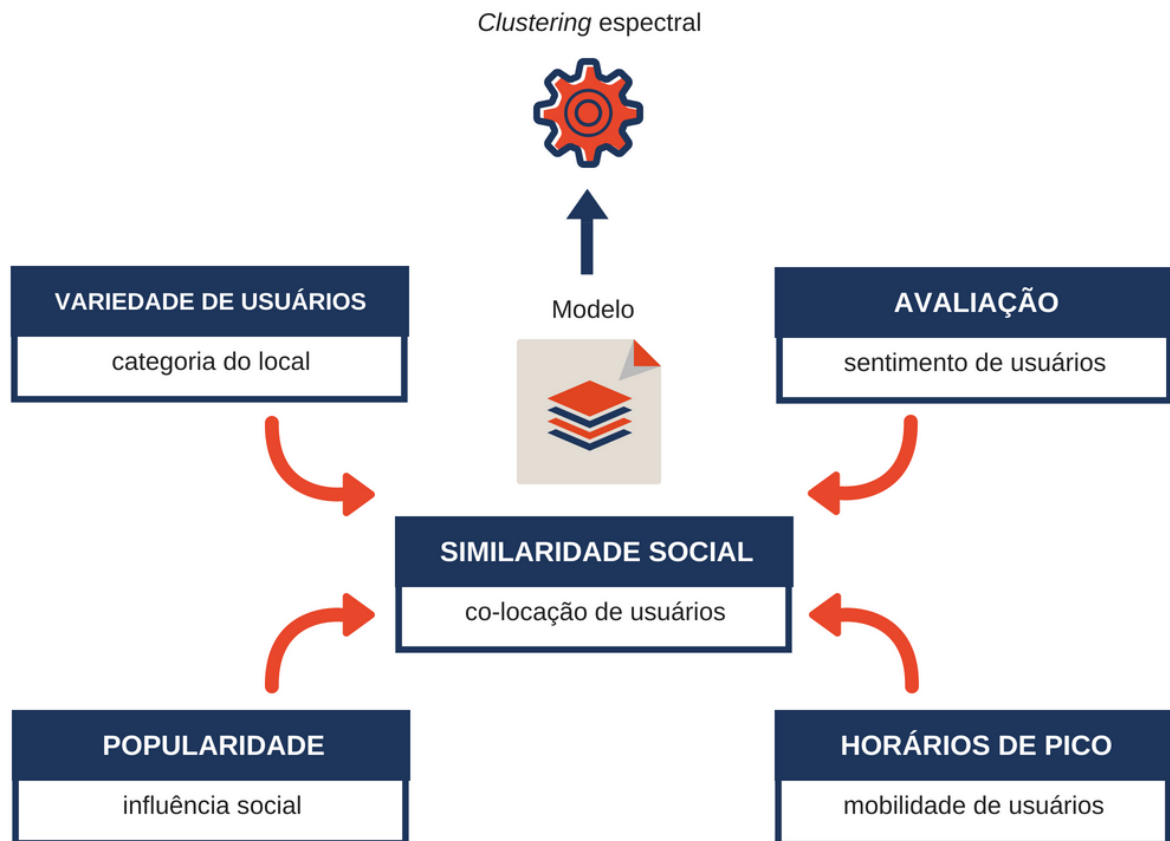 Clustering espectral
Modelo
VARIEDADE DE USUÁRIOS
categoria do local
AVALIAÇÃO
sentimento de usuários
SIMILARIDADE SOCIAL
co-locação de usuários
POPULARIDADE
influência social
HORÁRIOS DE PICO
mobilidade de usuários